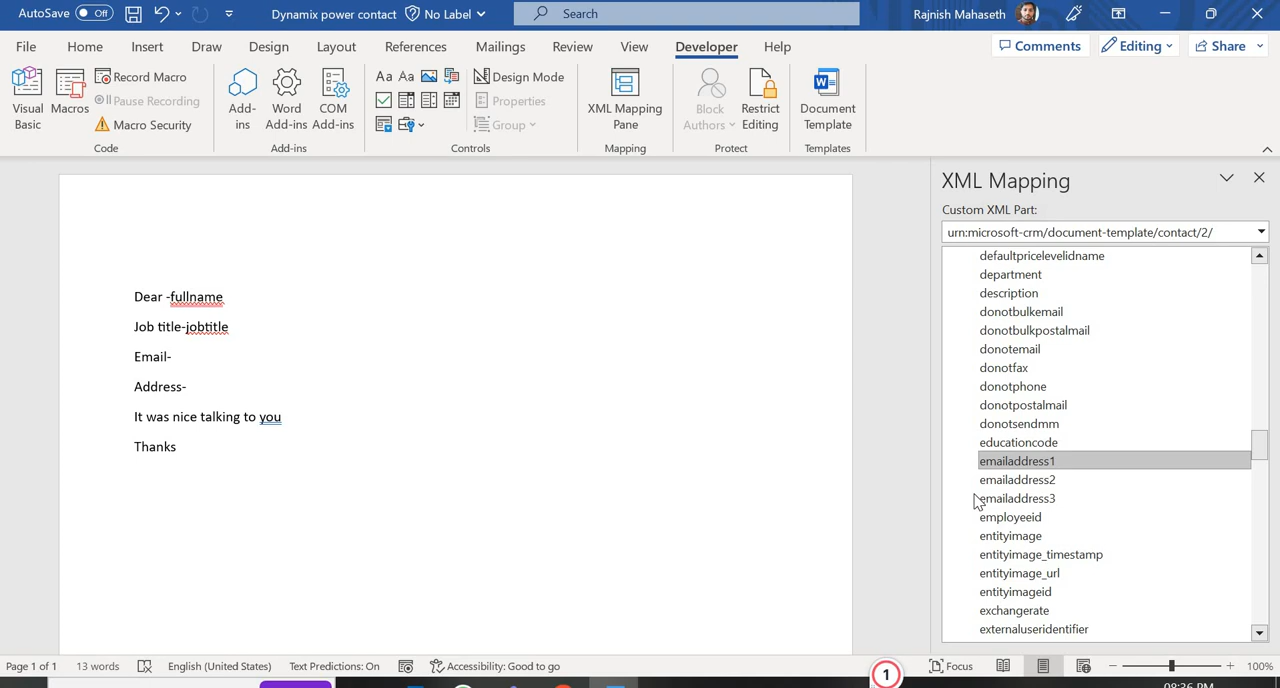 AutoSave Off Dynamix power contact No Label Search Rajnish Mahaseth
File Home Insert Draw Design Layout References Mailings Review View Developer Help Comments Editing Share
Visual Basic
Macros
Record Macro
Pause Recording
Macro Security
Code
Add-ins
Word Add-ins
COM Add-ins
Add-ins
Aa Aa
Design Mode
Properties
Group
Controls
XML Mapping Pane
Mapping
Block Authors
Restrict Editing
Protect
Document Template
Templates
Dear -fullname
Job title-jobtitle
Email-
Address-
It was nice talking to you
Thanks
XML Mapping
Custom XML Part:
urn:microsoft-crm/document-template/contact/2/
defaultpricelevelidname
department
description
donotbulkemail
donotbulkpostalmail
donotemail
donotfax
donotphone
donotpostalmail
donotsendmm
educationcode
emailaddress1
emailaddress2
emailaddress3
employeeid
entityimage
entityimage_timestamp
entityimage_url
entityimageid
exchangerate
externaluseridentifier
Page 1 of 1 13 words English (United States) Text Predictions: On Accessibility: Good to go Focus 100%
1
08:36 PM